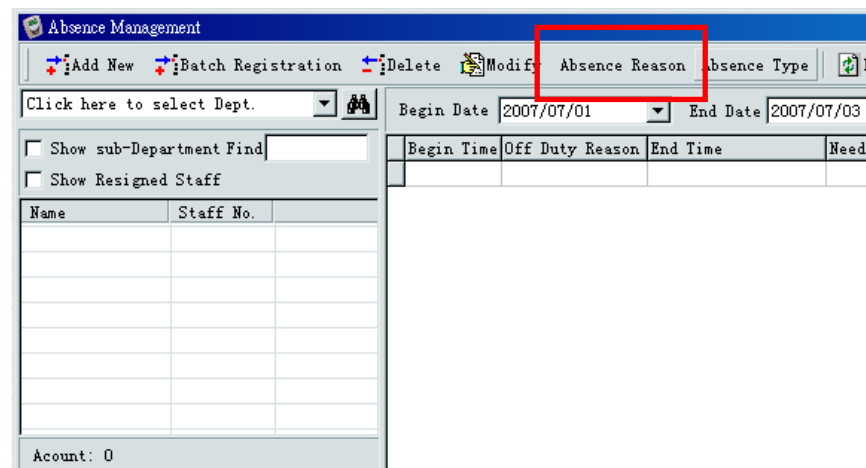 Absence Management
Add New Batch Registration Delete Modify Absence Reason Absence Type
Click here to select Dept. Begin Date 2007/07/01 End Date 2007/07/03
Show sub-Department Find
Show Resigned Staff
Begin Time Off Duty Reason End Time Need
Name Staff No.
Acount: 0